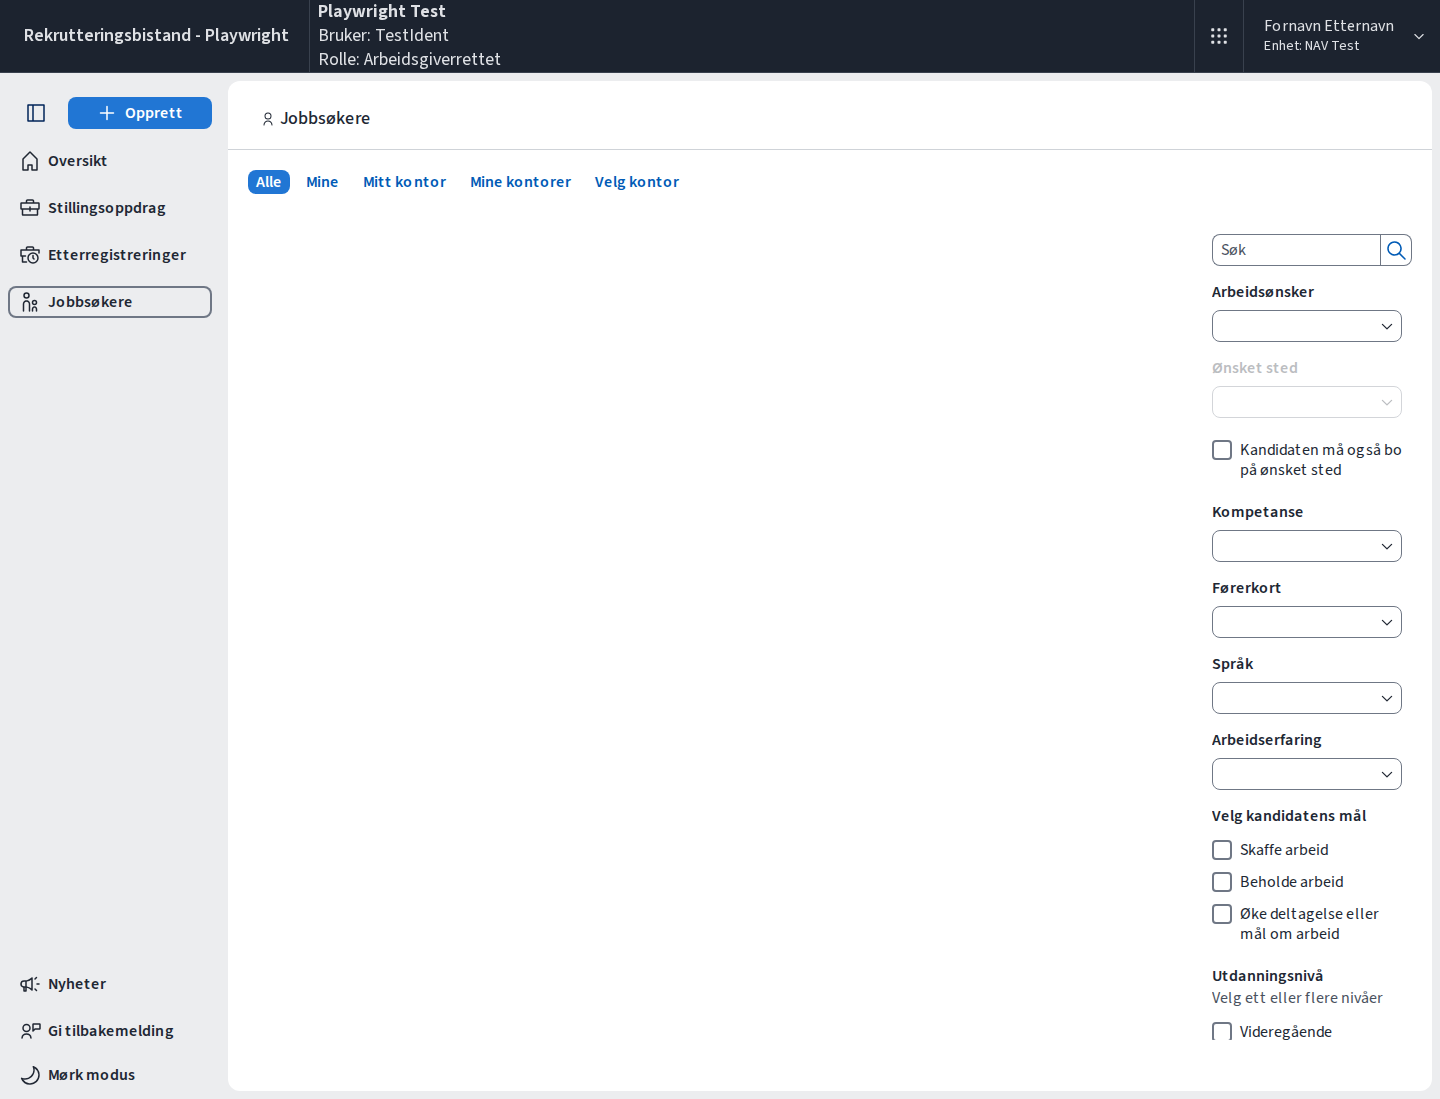 Rekrutteringsbistand - Playwright
Playwright Test
Bruker: TestIdent
Rolle: Arbeidsgiverrettet
Fornavn Etternavn
Enhet: NAV Test
Opprett
Oversikt
Stillingsoppdrag
Etterregistreringer
Jobbsøkere
Nyheter
Gi tilbakemelding
Mørk modus
Jobbsøkere
Alle
Mine
Mitt kontor
Mine kontorer
Velg kontor
Søk
Arbeidsønsker
Ønsket sted
Kandidaten må også bo
på ønsket sted
Kompetanse
Førerkort
Språk
Arbeidserfaring
Velg kandidatens mål
Skaffe arbeid
Beholde arbeid
Øke deltagelse eller
mål om arbeid
Utdanningsnivå
Velg ett eller flere nivåer
Videregående